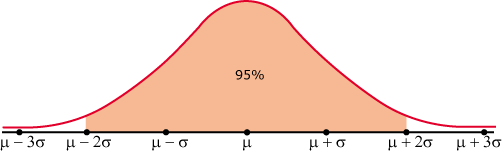 95%
μ − 3σ μ − 2σ μ − σ μ μ + σ μ + 2σ μ + 3σ